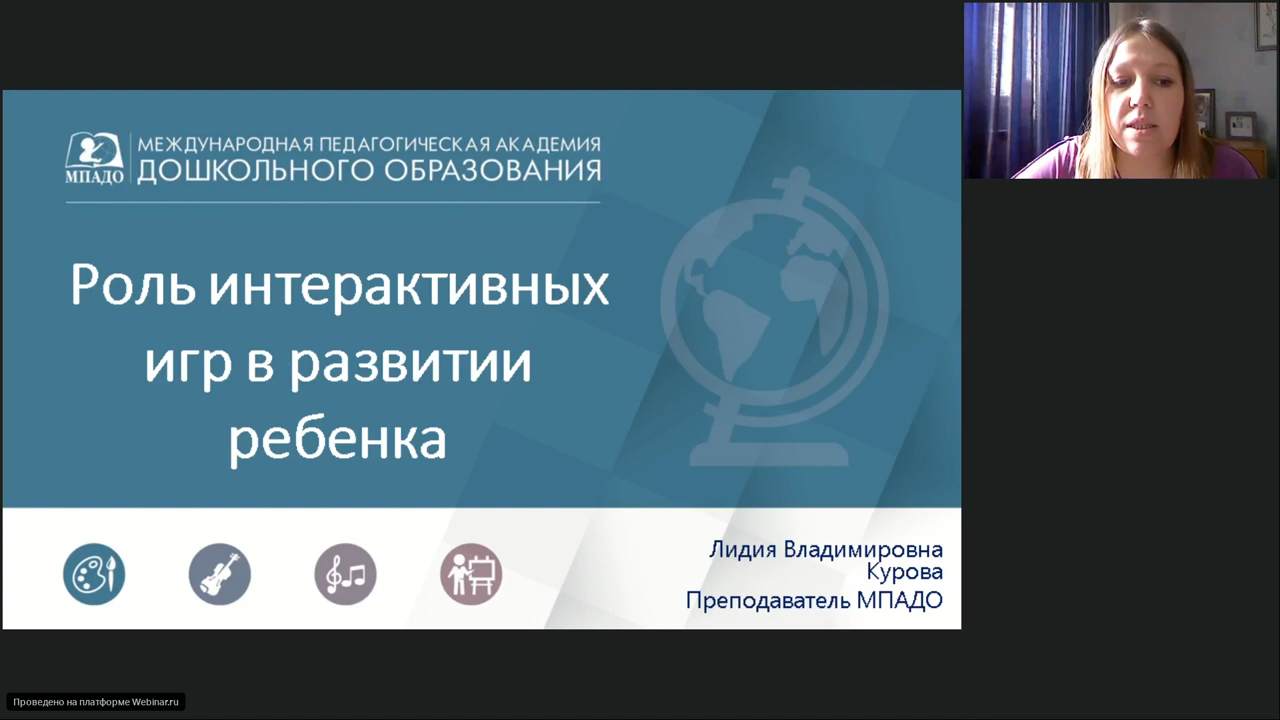 МПАДО
МЕЖДУНАРОДНАЯ ПЕДАГОГИЧЕСКАЯ АКАДЕМИЯ
ДОШКОЛЬНОГО ОБРАЗОВАНИЯ
Роль интерактивных
игр в развитии
ребенка
Лидия Владимировна
Курова
Преподаватель МПАДО
Проведено на платформе Webinar.ru